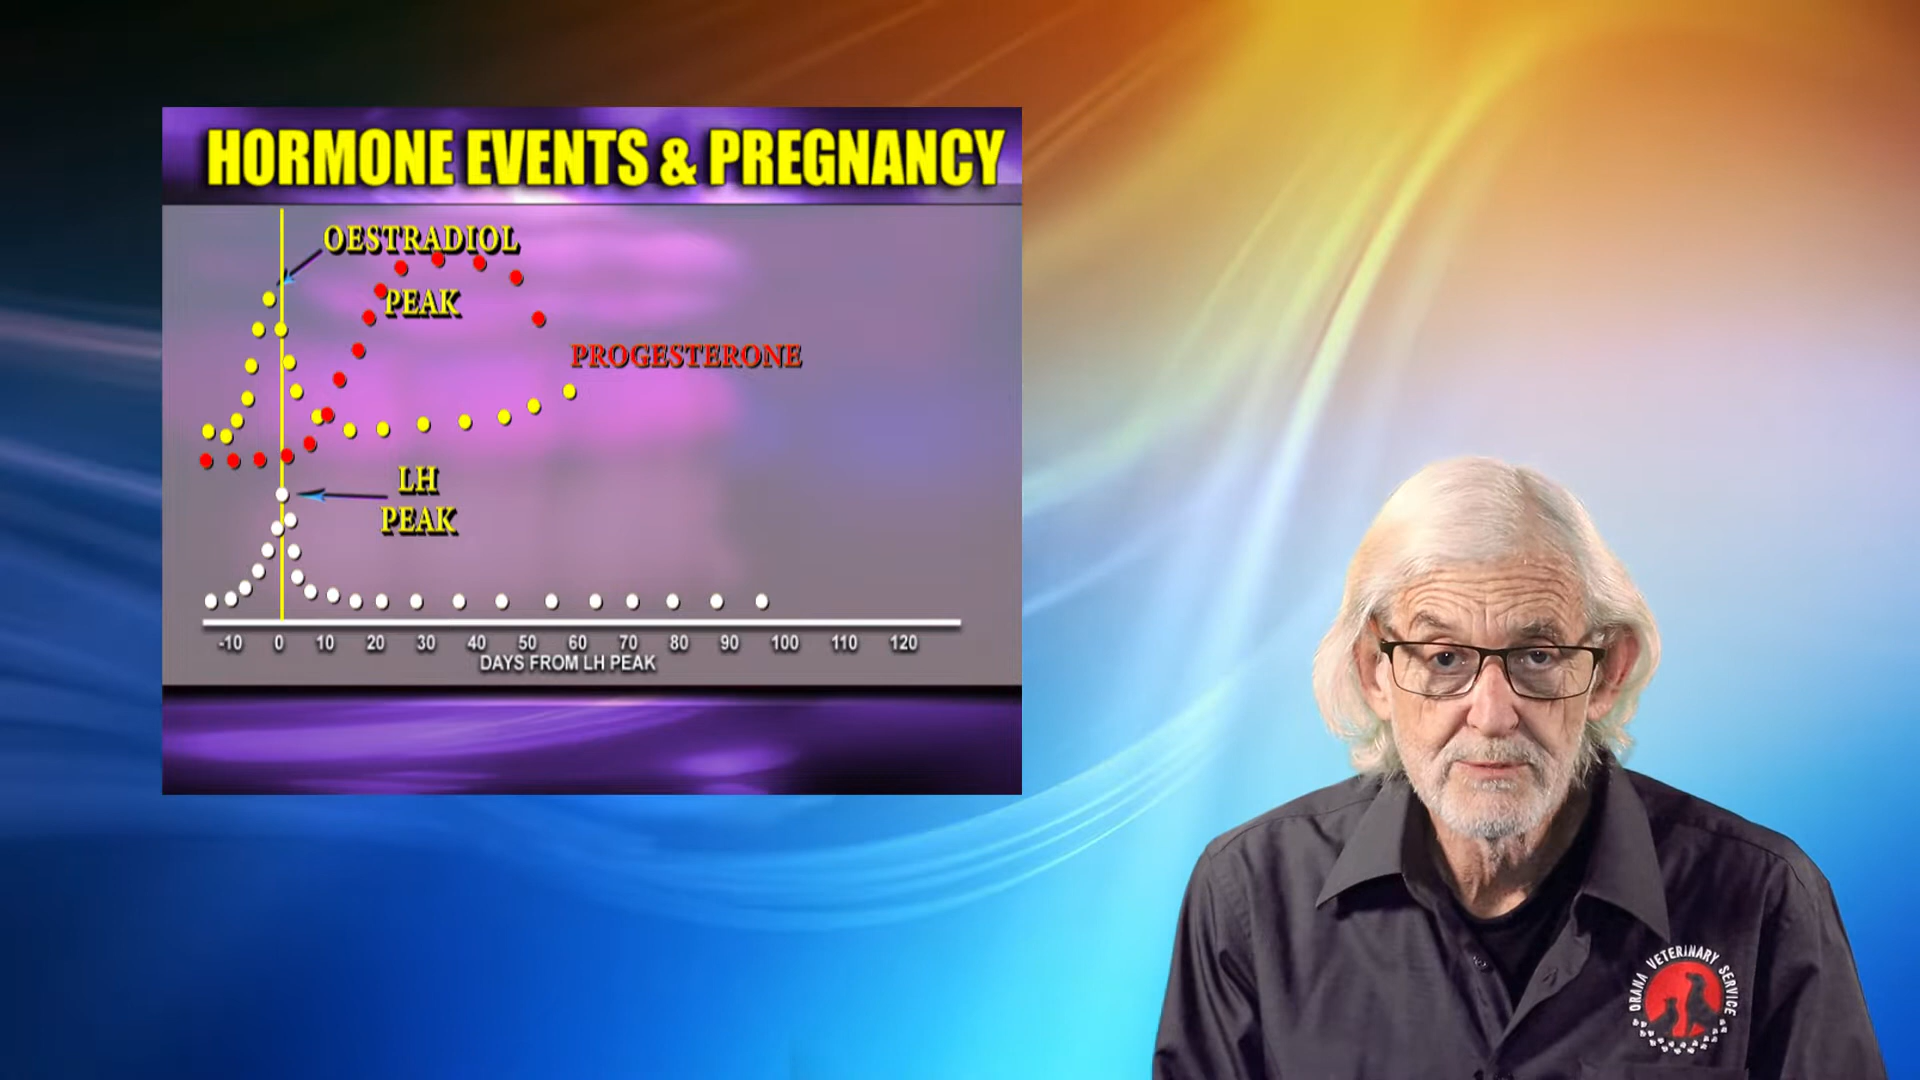 HORMONE EVENTS & PREGNANCY
OESTRADIOL
PEAK
PROGESTERONE
LH
PEAK
-10 0 10 20 30 40 50 60 70 80 90 100 110 120
DAYS FROM LH PEAK
ORANA VETERINARY SERVICE